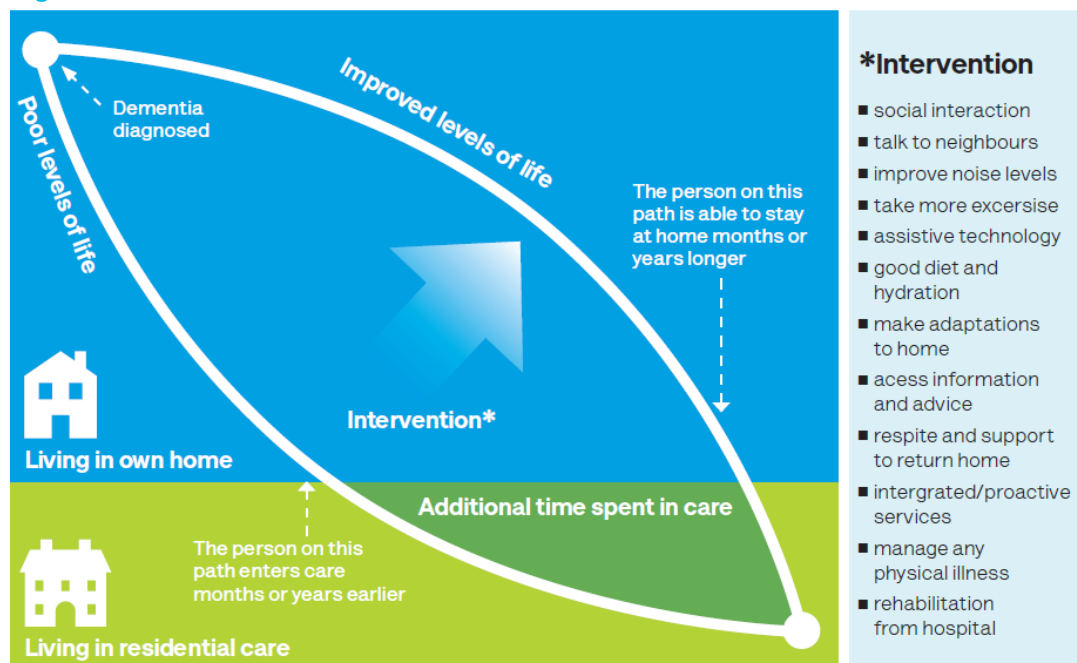 Dementia
diagnosed
Poor levels of life
Improved levels of life
The person on this
path is able to stay
at home months or
years longer
Intervention*
Living in own home
Additional time spent in care
The person on this
path enters care
months or years earlier
Living in residential care
*Intervention
■ social interaction
■ talk to neighbours
■ improve noise levels
■ take more excersise
■ assistive technology
■ good diet and
hydration
■ make adaptations
to home
■ acess information
and advice
■ respite and support
to return home
■ intergrated/proactive
services
■ manage any
physical illness
■ rehabilitation
from hospital